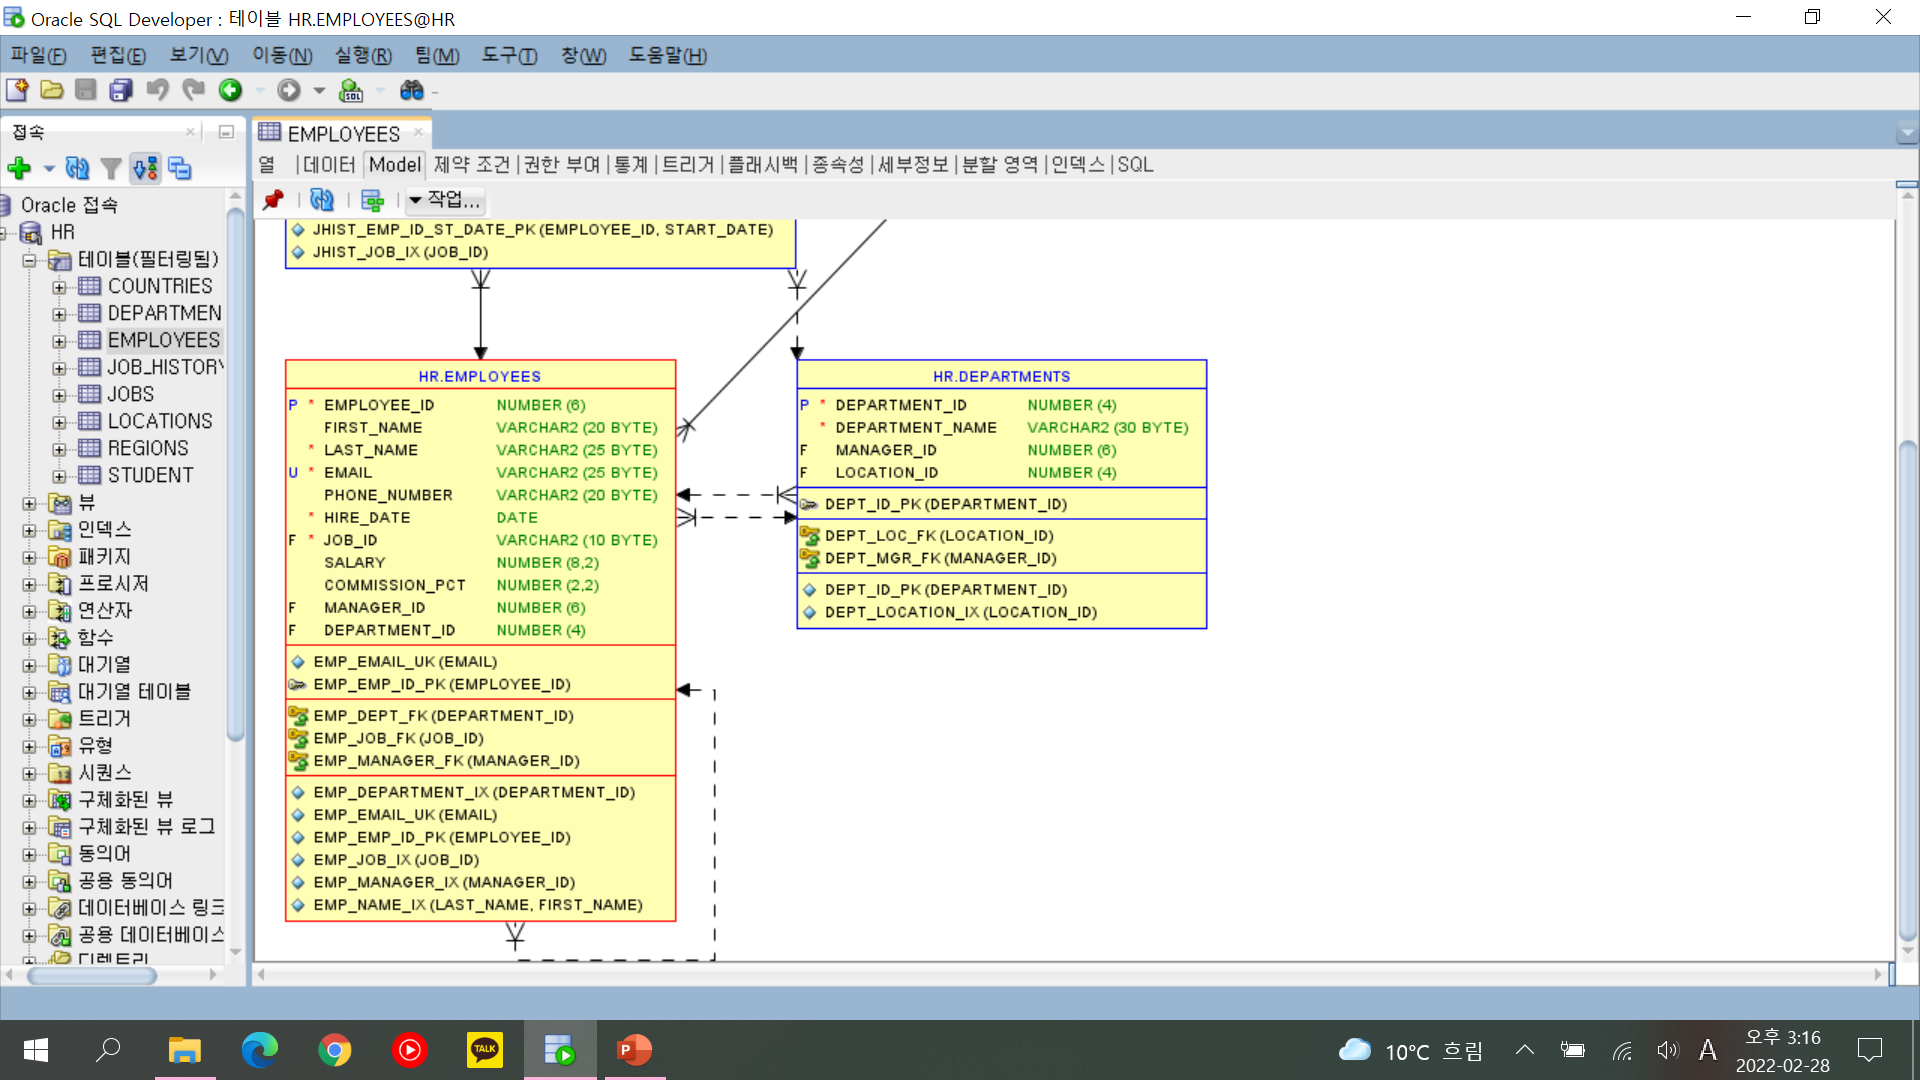 Oracle SQL Developer : 테이블 HR.EMPLOYEES@HR
파일(F) 편집(E) 보기(V) 이동(N) 실행(R) 팀(M) 도구(T) 창(W) 도움말(H)
접속
Oracle 접속
HR
테이블(필터링됨)
COUNTRIES
DEPARTMEN
EMPLOYEES
JOB_HISTORY
JOBS
LOCATIONS
REGIONS
STUDENT
뷰
인덱스
패키지
프로시저
연산자
함수
대기열
대기열 테이블
트리거
유형
시퀀스
구체화된 뷰
구체화된 뷰 로그
동의어
공용 동의어
데이터베이스 링크
공용 데이터베이스
디렉토리
EMPLOYEES
열 |데이터 |Model |제약 조건 |권한 부여 |통계 |트리거 |플래시백 |종속성 |세부정보 |분할 영역 |인덱스 |SQL
작업...
JHIST_EMP_ID_ST_DATE_PK (EMPLOYEE_ID, START_DATE)
JHIST_JOB_IX (JOB_ID)
HR.EMPLOYEES
P * EMPLOYEE_ID NUMBER (6)
FIRST_NAME VARCHAR2 (20 BYTE)
* LAST_NAME VARCHAR2 (25 BYTE)
U * EMAIL VARCHAR2 (25 BYTE)
PHONE_NUMBER VARCHAR2 (20 BYTE)
* HIRE_DATE DATE
F * JOB_ID VARCHAR2 (10 BYTE)
SALARY NUMBER (8,2)
COMMISSION_PCT NUMBER (2,2)
F MANAGER_ID NUMBER (6)
F DEPARTMENT_ID NUMBER (4)
EMP_EMAIL_UK (EMAIL)
EMP_EMP_ID_PK (EMPLOYEE_ID)
EMP_DEPT_FK (DEPARTMENT_ID)
EMP_JOB_FK (JOB_ID)
EMP_MANAGER_FK (MANAGER_ID)
EMP_DEPARTMENT_IX (DEPARTMENT_ID)
EMP_EMAIL_UK (EMAIL)
EMP_EMP_ID_PK (EMPLOYEE_ID)
EMP_JOB_IX (JOB_ID)
EMP_MANAGER_IX (MANAGER_ID)
EMP_NAME_IX (LAST_NAME, FIRST_NAME)
HR.DEPARTMENTS
P * DEPARTMENT_ID NUMBER (4)
* DEPARTMENT_NAME VARCHAR2 (30 BYTE)
F MANAGER_ID NUMBER (6)
F LOCATION_ID NUMBER (4)
DEPT_ID_PK (DEPARTMENT_ID)
DEPT_LOC_FK (LOCATION_ID)
DEPT_MGR_FK (MANAGER_ID)
DEPT_ID_PK (DEPARTMENT_ID)
DEPT_LOCATION_IX (LOCATION_ID)
TALK
10°C 흐림
A
오후 3:16
2022-02-28